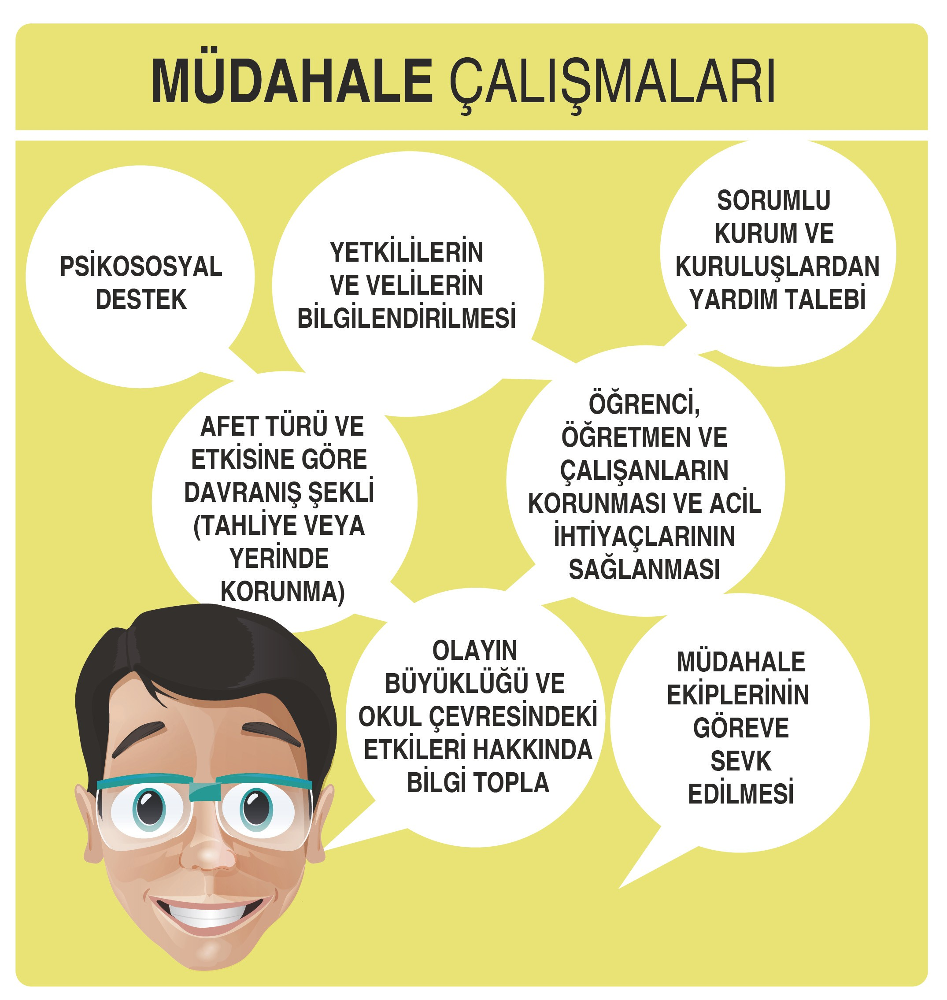 MÜDAHALE ÇALIŞMALARI
PSİKOSOSYAL
DESTEK
YETKİLİLERİN
VE VELİLERİN
BİLGİLENDİRİLMESİ
SORUMLU
KURUM VE
KURULUŞLARDAN
YARDIM TALEBİ
AFET TÜRÜ VE
ETKİSİNE GÖRE
DAVRANIŞ ŞEKLİ
(TAHLİYE VEYA
YERİNDE
KORUNMA)
ÖĞRENCİ,
ÖĞRETMEN VE
ÇALIŞANLARIN
KORUNMASI VE ACİL
İHTİYAÇLARININ
SAĞLANMASI
OLAYIN
BÜYÜKLÜĞÜ VE
OKUL ÇEVRESİNDEKİ
ETKİLERİ HAKKINDA
BİLGİ TOPLA
MÜDAHALE
EKİPLERİNİN
GÖREVE
SEVK
EDİLMESİ